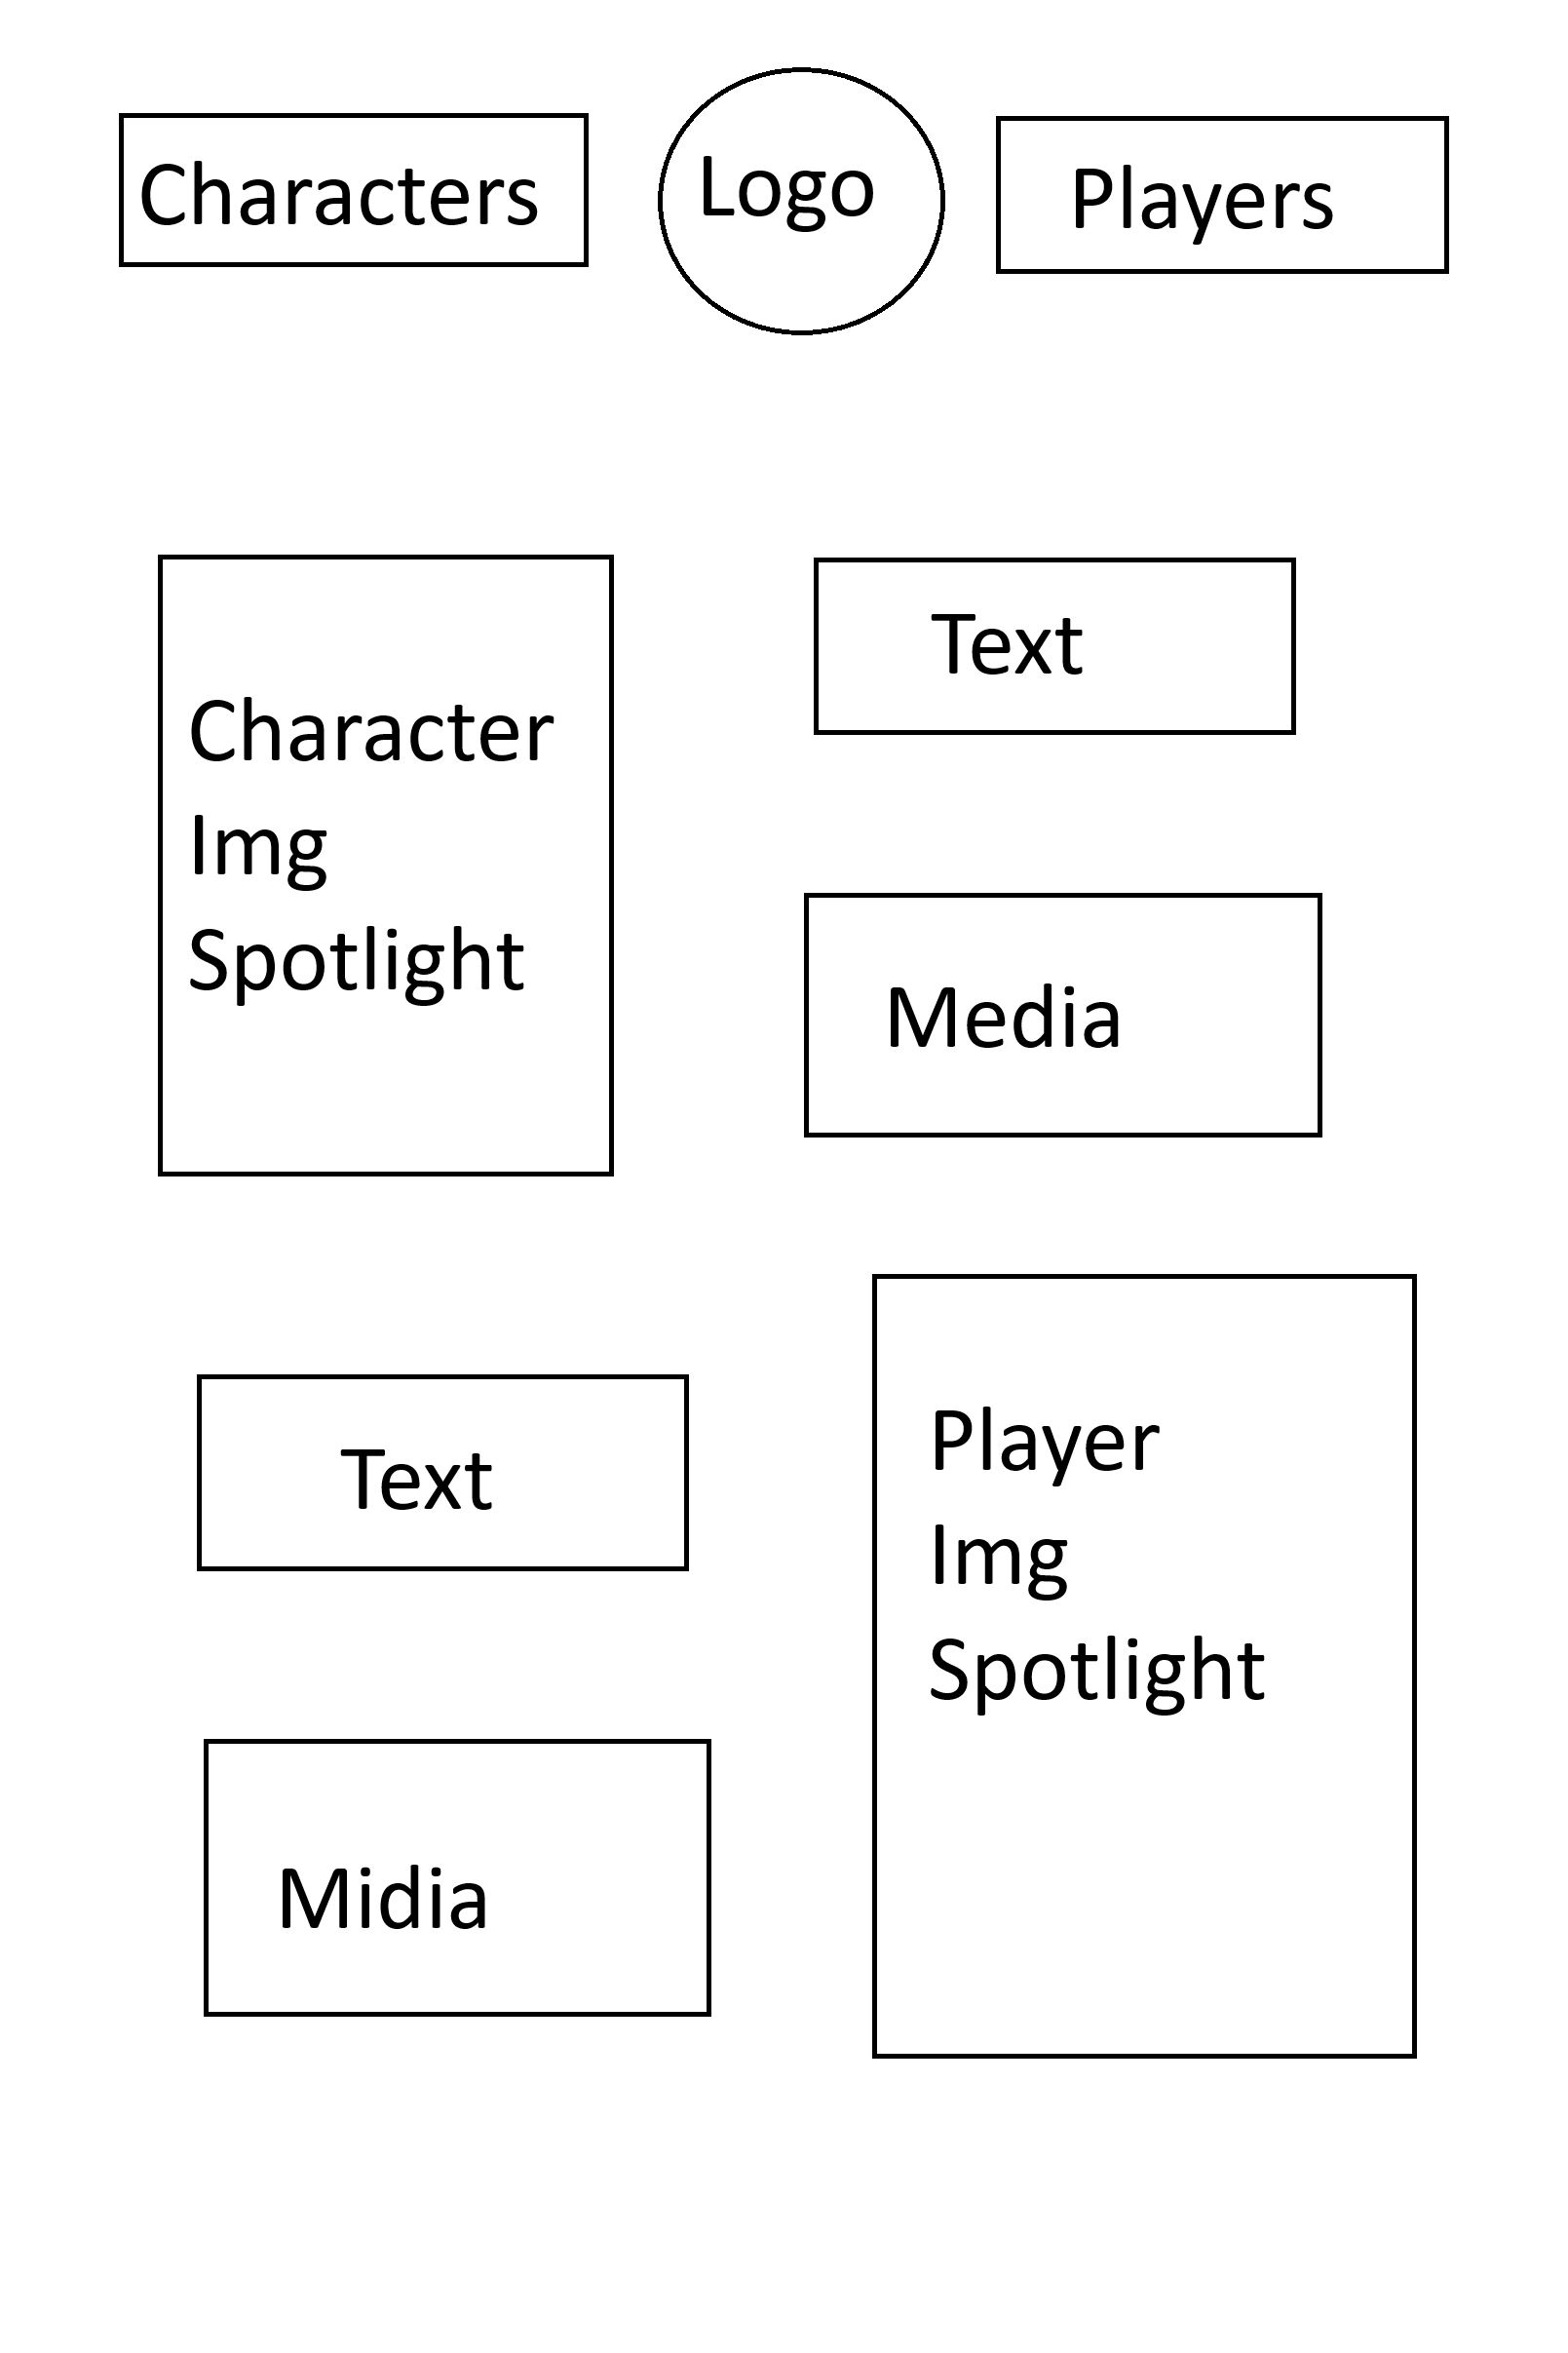 Characters
Logo
Players
Character
Img
Spotlight
Text
Media
Text
Midia
Player
Img
Spotlight